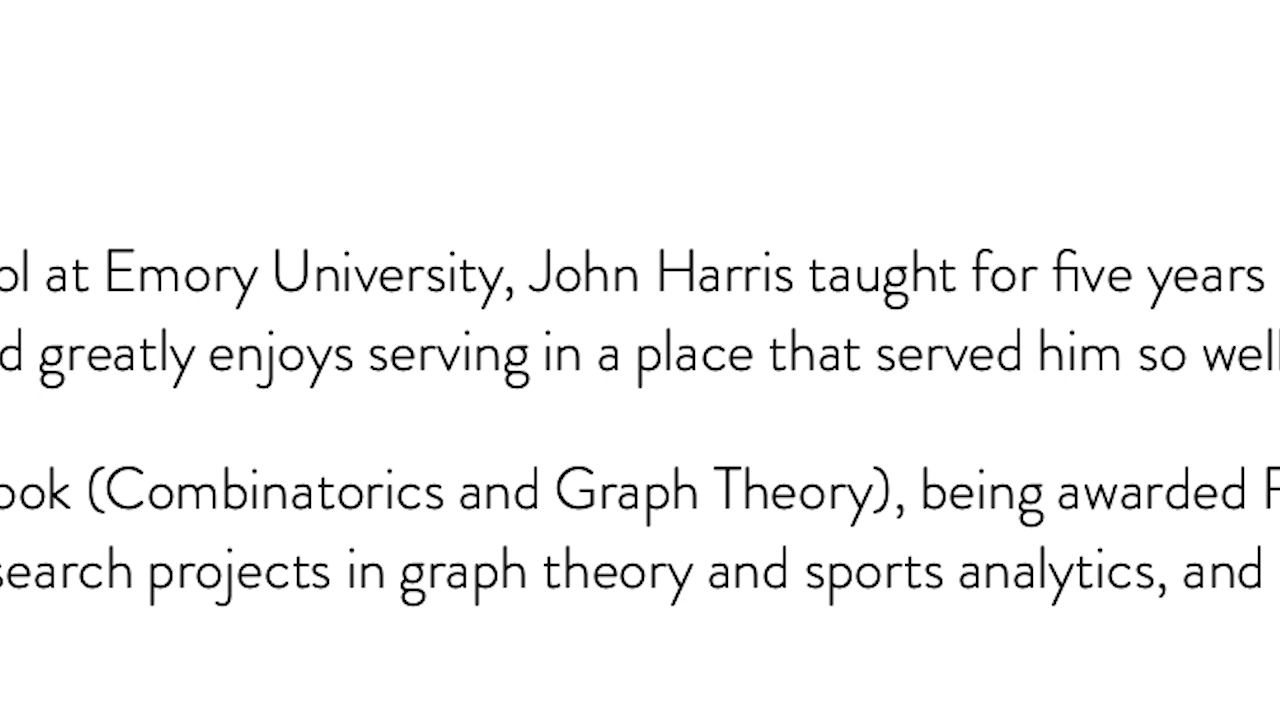 ol at Emory University, John Harris taught for five years
d greatly enjoys serving in a place that served him so well
ook (Combinatorics and Graph Theory), being awarded
search projects in graph theory and sports analytics, and